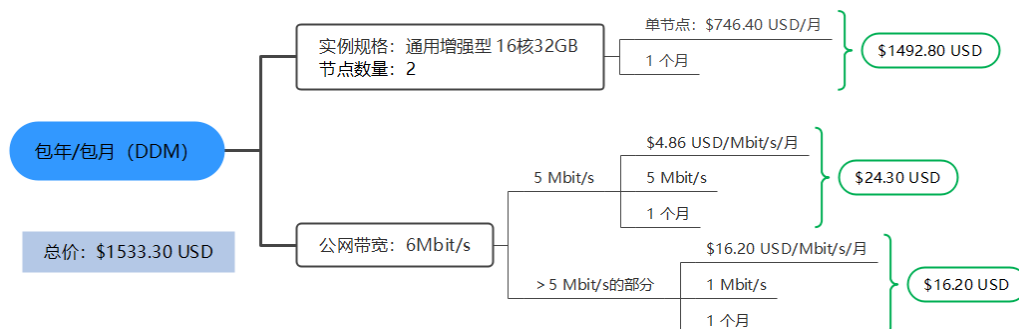 包年/包月（DDM）
总价：$1533.30 USD
实例规格：通用增强型 16核32GB
节点数量：2
单节点：$746.40 USD/月
1 个月
$1492.80 USD
公网带宽：6Mbit/s
5 Mbit/s
$4.86 USD/Mbit/s/月
5 Mbit/s
1 个月
$24.30 USD
＞5 Mbit/s的部分
$16.20 USD/Mbit/s/月
1 Mbit/s
1 个月
$16.20 USD